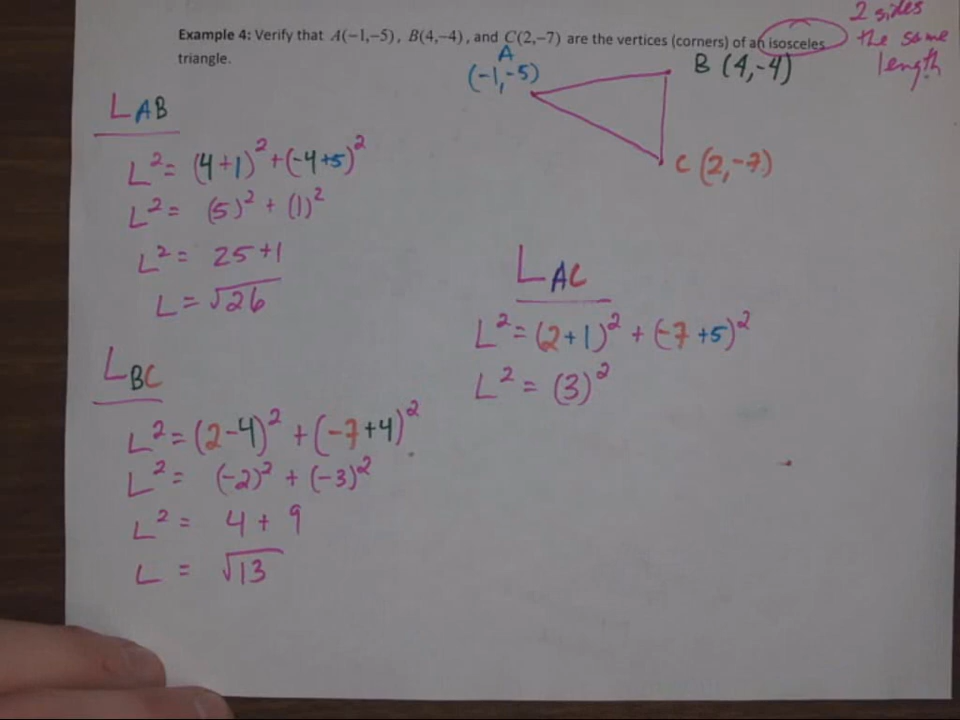 Example 4: Verify that A(−1,−5), B(4,−4), and C(2,−7) are the vertices (corners) of an isosceles
triangle.
2 sides
the same
length
A
(-1,-5)
B (4,-4)
C (2,-7)
L AB
L² = (4+1)² + (-4+5)²
L² = (5)² + (1)²
L² = 25+1
L = √26
L BC
L² = (2-4)² + (-7+4)²
L² = (-2)² + (-3)²
L² = 4 + 9
L = √13
L AC
L² = (2+1)² + (-7+5)²
L² = (3)²